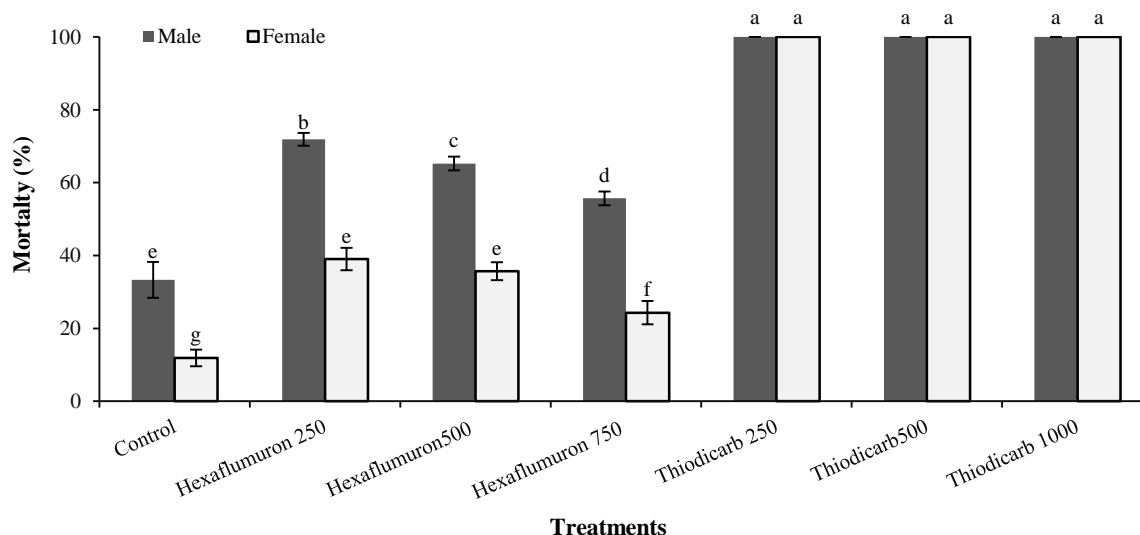 a a a a a a
100
Male Female
80
b
c
60
d
Mortalty (%)
40
e e e
f
20
g
0
Control Hexaflumuron 250 Hexaflumuron500 Hexaflumuron 750 Thiodicarb 250 Thiodicarb500 Thiodicarb 1000
Treatments